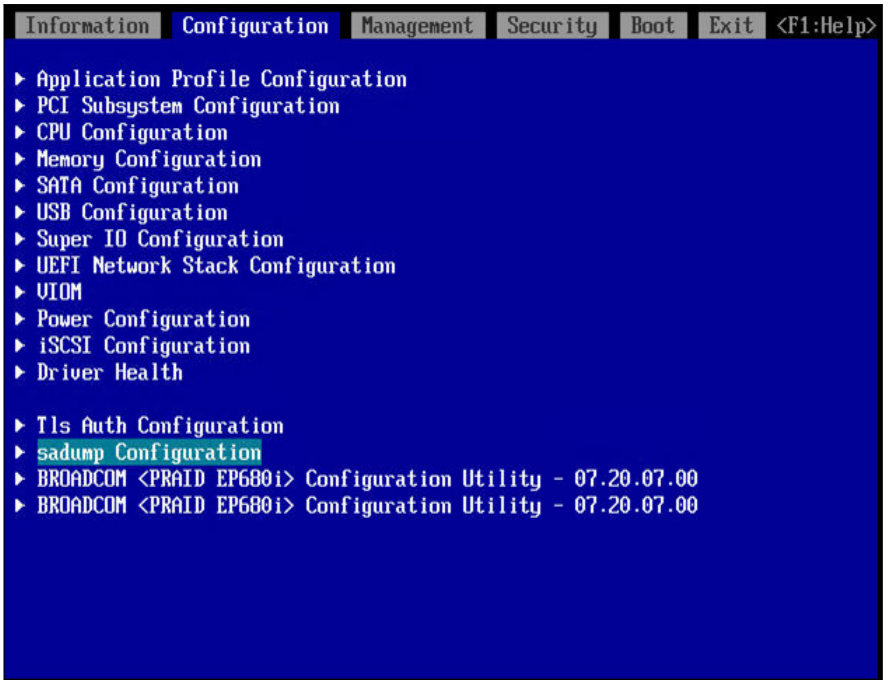 Information Configuration Management Security Boot Exit <F1:Help>
Application Profile Configuration
PCI Subsystem Configuration
CPU Configuration
Memory Configuration
SATA Configuration
USB Configuration
Super IO Configuration
UEFI Network Stack Configuration
VIOM
Power Configuration
iSCSI Configuration
Driver Health
Tls Auth Configuration
sadump Configuration
BROADCOM <PRAID EP680i> Configuration Utility - 07.20.07.00
BROADCOM <PRAID EP680i> Configuration Utility - 07.20.07.00